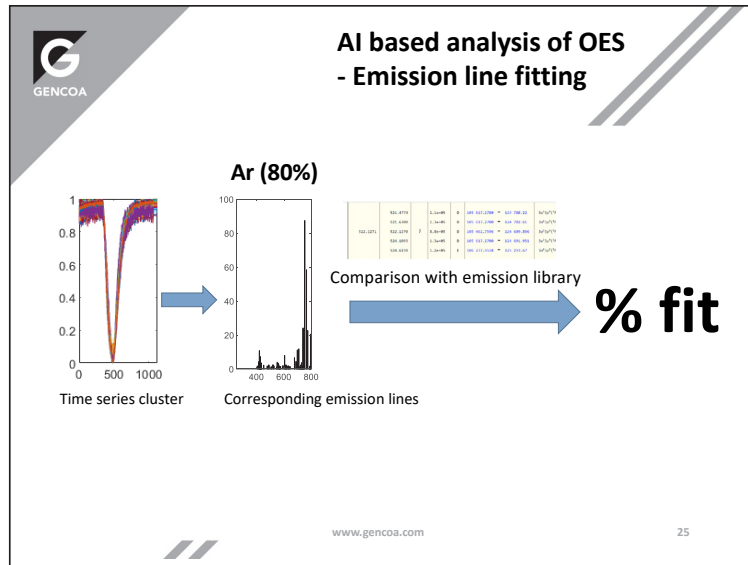 AI based analysis of OES
- Emission line fitting
G
GENCOA
Ar (80%)
1
0.8
0.6
0.4
0.2
0
0 500 1000
100
80
60
40
20
0
400 600 800
Time series cluster
Corresponding emission lines
Comparison with emission library
% fit
www.gencoa.com
25